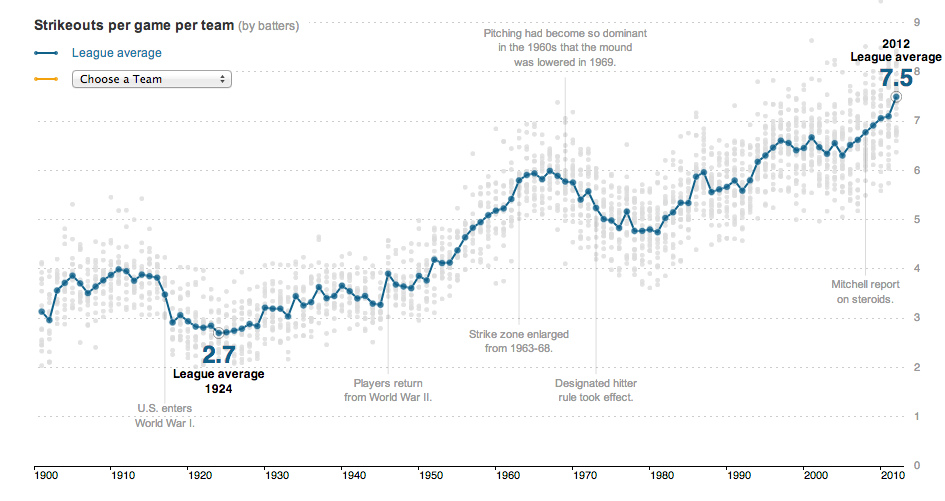 Strikeouts per game per team (by batters)
League average
Choose a Team
Pitching had become so dominant
in the 1960s that the mound
was lowered in 1969.
2012
League average
7.5
9
8
7
6
5
4
3
2
1
0
Mitchell report
on steroids.
Strike zone enlarged
from 1963-68.
2.7
League average
1924
Players return
from World War II.
Designated hitter
rule took effect.
U.S. enters
World War I.
1900 1910 1920 1930 1940 1950 1960 1970 1980 1990 2000 2010